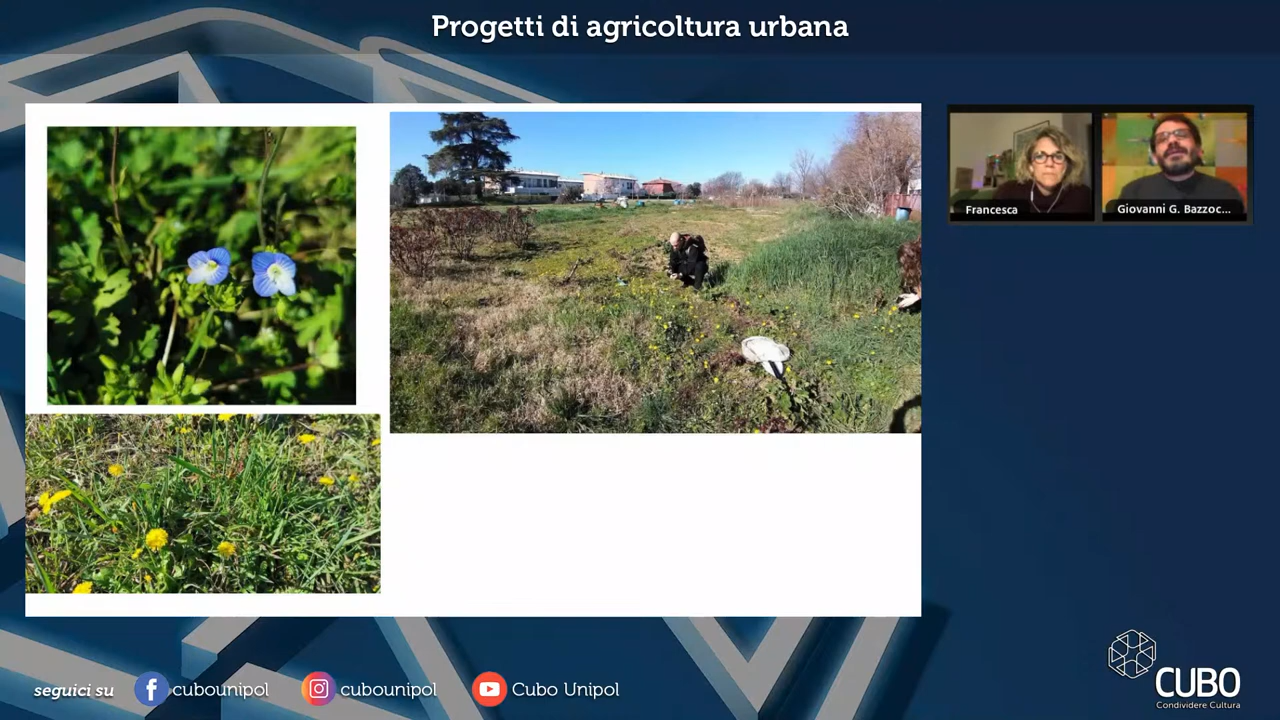 Progetti di agricoltura urbana
Francesca
Giovanni G. Bazzoc...
seguici su
cubounipol
cubounipol
Cubo Unipol
CUBO
Condividere Cultura